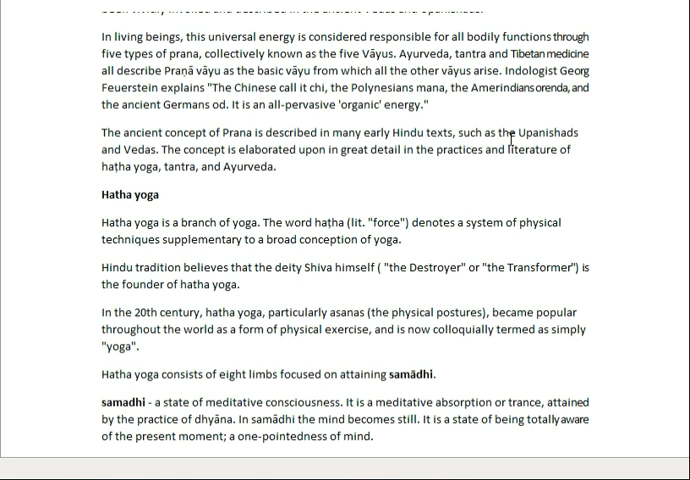 In living beings, this universal energy is considered responsible for all bodily functions through
five types of prana, collectively known as the five Vāyus. Ayurveda, tantra and Tibetan medicine
all describe Praṇā vāyu as the basic vāyu from which all the other vāyus arise. Indologist Georg
Feuerstein explains "The Chinese call it chi, the Polynesians mana, the Amerindians orenda, and
the ancient Germans od. It is an all-pervasive 'organic' energy."
The ancient concept of Prana is described in many early Hindu texts, such as the Upanishads
and Vedas. The concept is elaborated upon in great detail in the practices and literature of
haṭha yoga, tantra, and Ayurveda.
Hatha yoga
Hatha yoga is a branch of yoga. The word haṭha (lit. "force") denotes a system of physical
techniques supplementary to a broad conception of yoga.
Hindu tradition believes that the deity Shiva himself ( "the Destroyer" or "the Transformer") is
the founder of hatha yoga.
In the 20th century, hatha yoga, particularly asanas (the physical postures), became popular
throughout the world as a form of physical exercise, and is now colloquially termed as simply
"yoga".
Hatha yoga consists of eight limbs focused on attaining samādhi.
samadhi - a state of meditative consciousness. It is a meditative absorption or trance, attained
by the practice of dhyāna. In samādhi the mind becomes still. It is a state of being totally aware
of the present moment; a one-pointedness of mind.